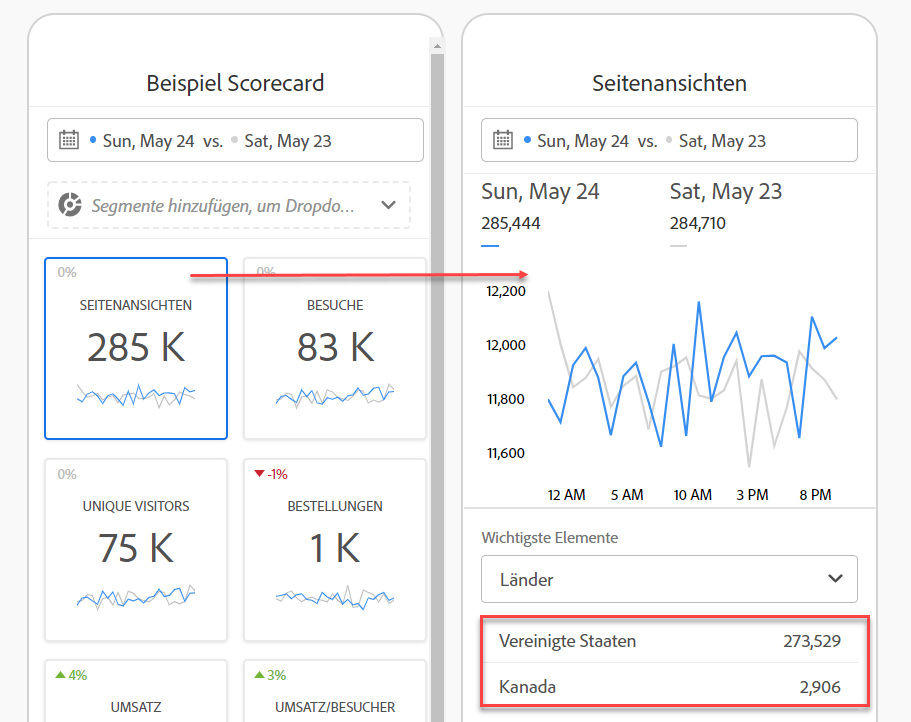 Beispiel Scorecard
Sun, May 24 vs. Sat, May 23
Segmente hinzufügen, um Dropdo...
0%
SEITENANSICHTEN
285 K
0%
BESUCHE
83 K
0%
UNIQUE VISITORS
75 K
-1%
BESTELLUNGEN
1 K
4%
UMSATZ
3%
UMSATZ/BESUCHER
Seitenansichten
Sun, May 24 vs. Sat, May 23
Sun, May 24
285,444
Sat, May 23
284,710
12,200
12,000
11,800
11,600
12 AM 5 AM 10 AM 3 PM 8 PM
Wichtigste Elemente
Länder
Vereinigte Staaten 273,529
Kanada 2,906